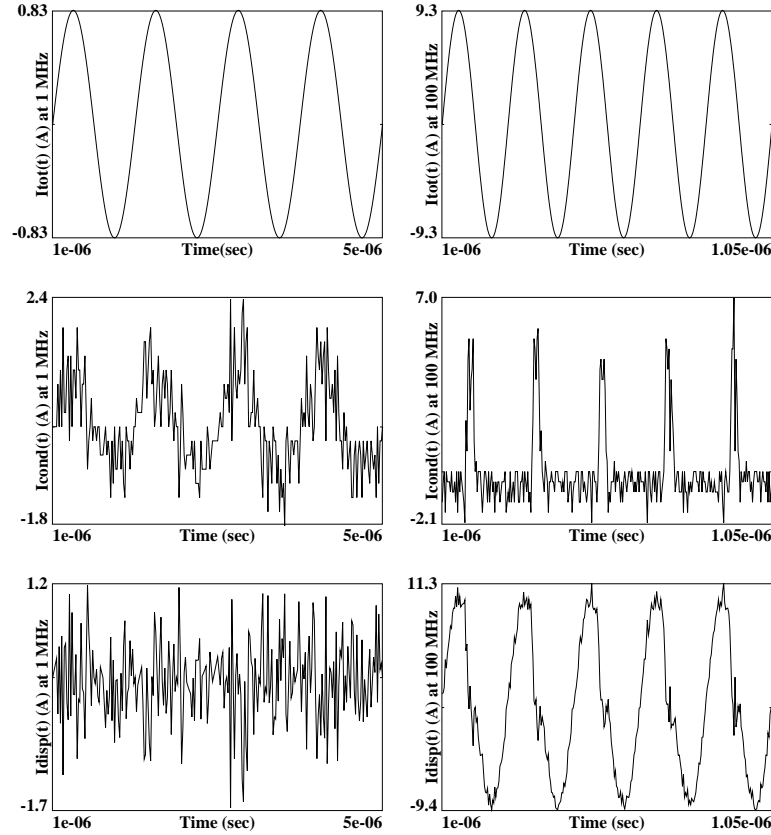 0.83
Itot(t) (A) at 1 MHz
-0.83
1e-06 Time(sec) 5e-06
9.3
Itot(t) (A) at 100 MHz
-9.3
1e-06 Time (sec) 1.05e-06
2.4
Icond(t) (A) at 1 MHz
-1.8
1e-06 Time (sec) 5e-06
7.0
Icond(t) (A) at 100 MHz
-2.1
1e-06 Time (sec) 1.05e-06
1.2
Idisp(t) (A) at 1 MHz
-1.7
1e-06 Time (sec) 5e-06
11.3
Idisp(t) (A) at 100 MHz
-9.4
1e-06 Time (sec) 1.05e-06